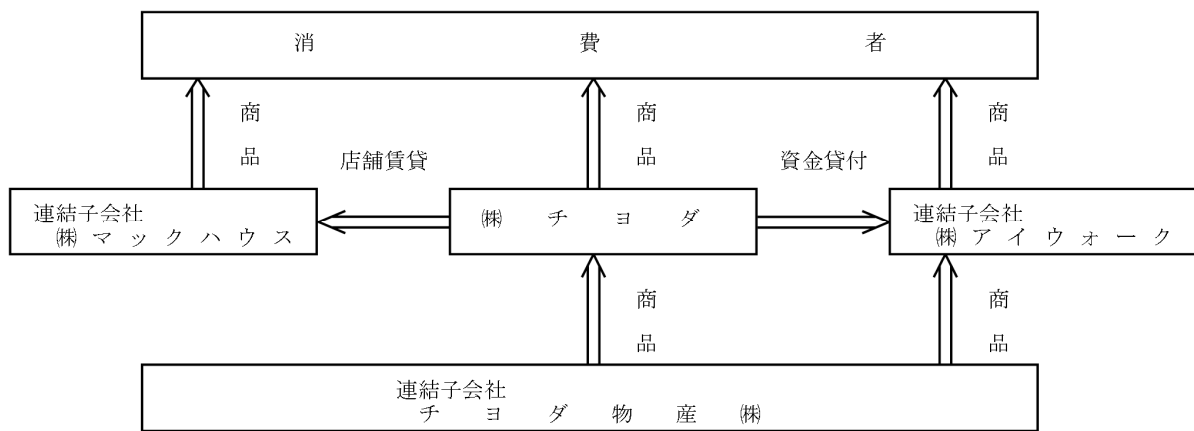 消費者
商品
商品
商品
店舗賃貸
資金貸付
連結子会社
㈱マックハウス
㈱チヨダ
連結子会社
㈱アイウォーク
商品
商品
連結子会社
チヨダ物産㈱